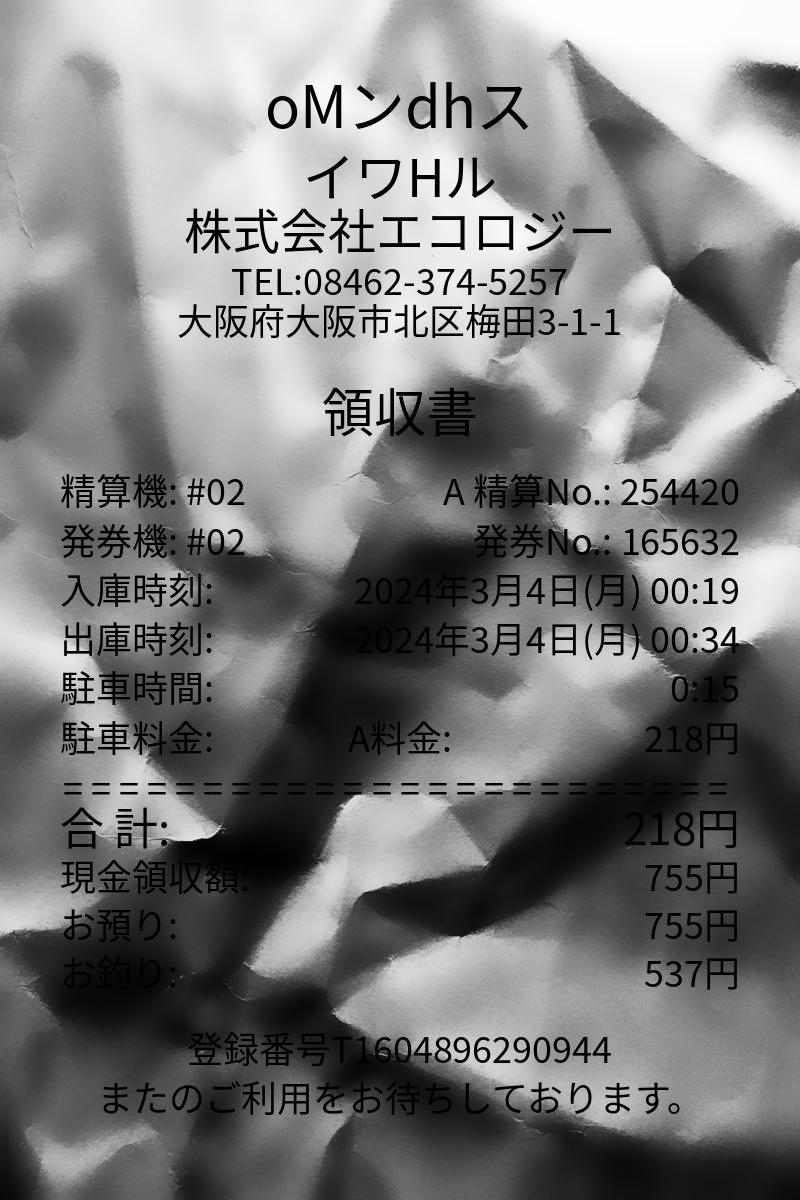 oMンdhス
イワHル
株式会社エコロジー
TEL:08462-374-5257
大阪府大阪市北区梅田3-1-1
領収書
精算機: #02 A 精算No.: 254420
発券機: #02 発券No.: 165632
入庫時刻: 2024年3月4日(月) 00:19
出庫時刻: 2024年3月4日(月) 00:34
駐車時間: 0:15
駐車料金: A料金: 218円
========================
合 計: 218円
現金領収額: 755円
お預り: 755円
お釣り: 537円
登録番号T1604896290944
またのご利用をお待ちしております。